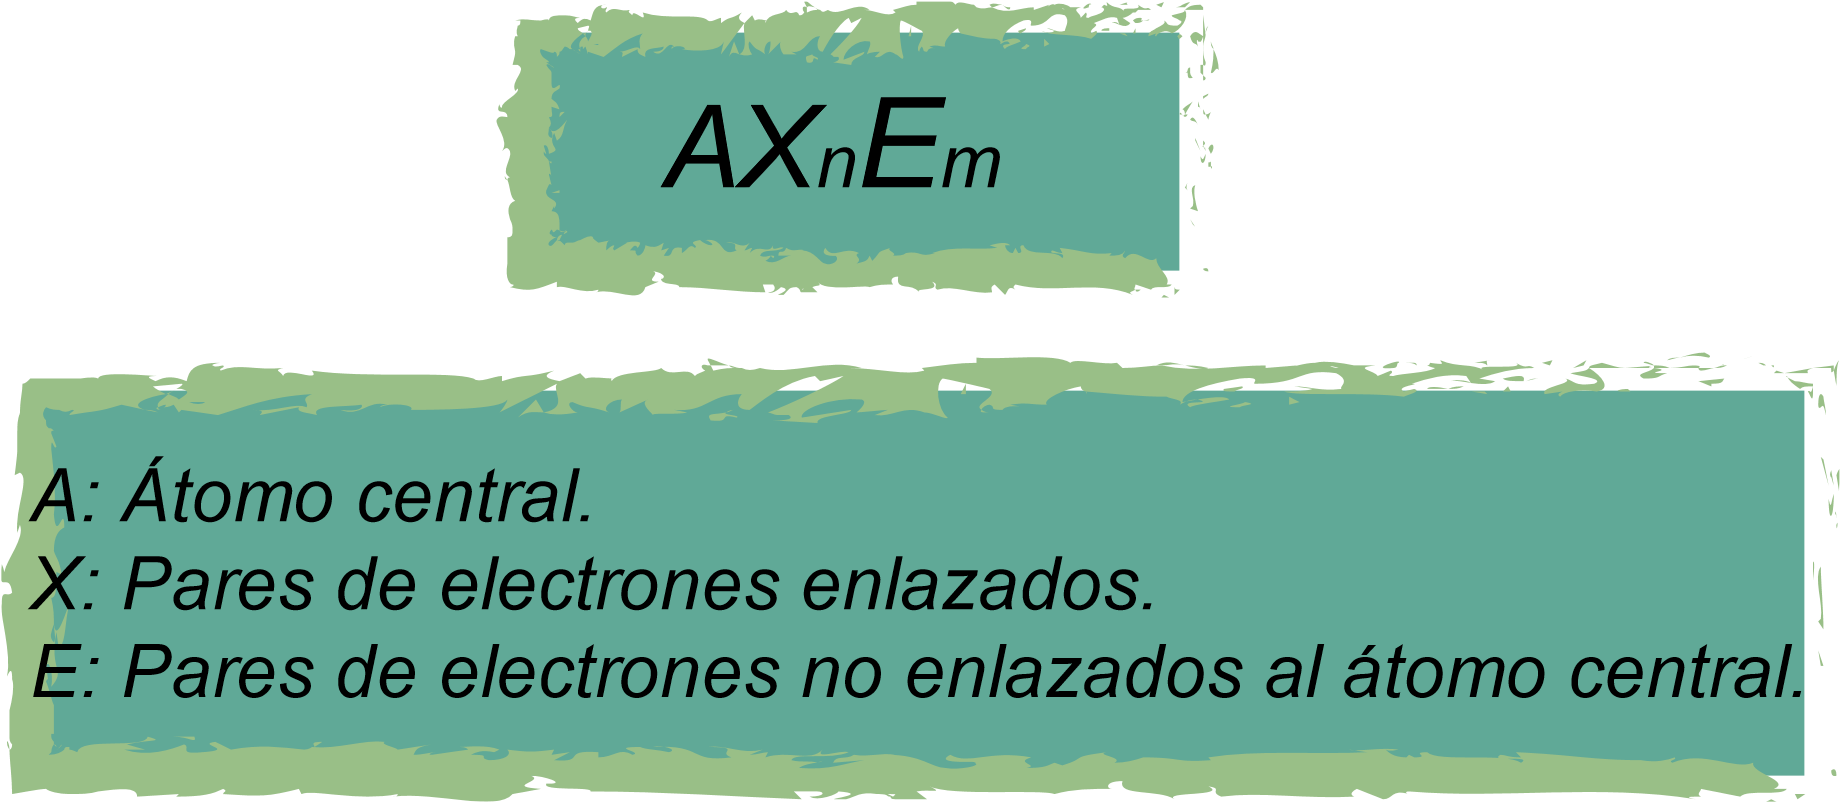 AXnEm
A: Átomo central.
X: Pares de electrones enlazados.
E: Pares de electrones no enlazados al átomo central.